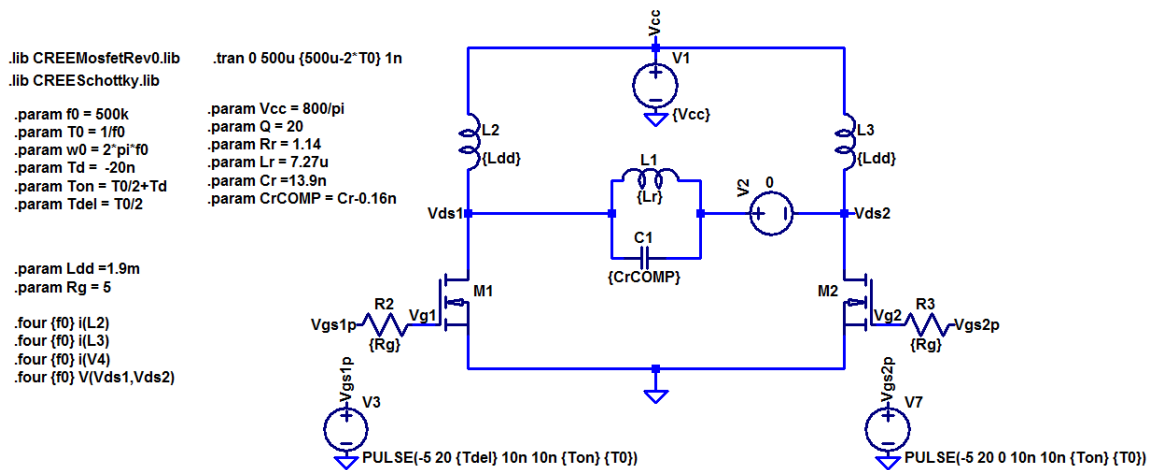 .lib CREEMosfetRev0.lib
.lib CREESchottky.lib
.tran 0 500u {500u-2*T0} 1n
.param f0 = 500k
.param T0 = 1/f0
.param w0 = 2*pi*f0
.param Td = -20n
.param Ton = T0/2+Td
.param Tdel = T0/2
.param Vcc = 800/pi
.param Q = 20
.param Rr = 1.14
.param Lr = 7.27u
.param Cr =13.9n
.param CrCOMP = Cr-0.16n
.param Ldd =1.9m
.param Rg = 5
.four {f0} i(L2)
.four {f0} i(L3)
.four {f0} i(V4)
.four {f0} V(Vds1,Vds2)
Vcc
V1
{Vcc}
L2
{Ldd}
L3
{Ldd}
L1
{Lr}
V2
0
Vds1
Vds2
C1
{CrCOMP}
M1
M2
R2
Vgs1p
Vg1
{Rg}
R3
Vg2
Vgs2p
{Rg}
Vgs1p
V3
PULSE(-5 20 {Tdel} 10n 10n {Ton} {T0})
Vgs2p
V7
PULSE(-5 20 0 10n 10n {Ton} {T0})